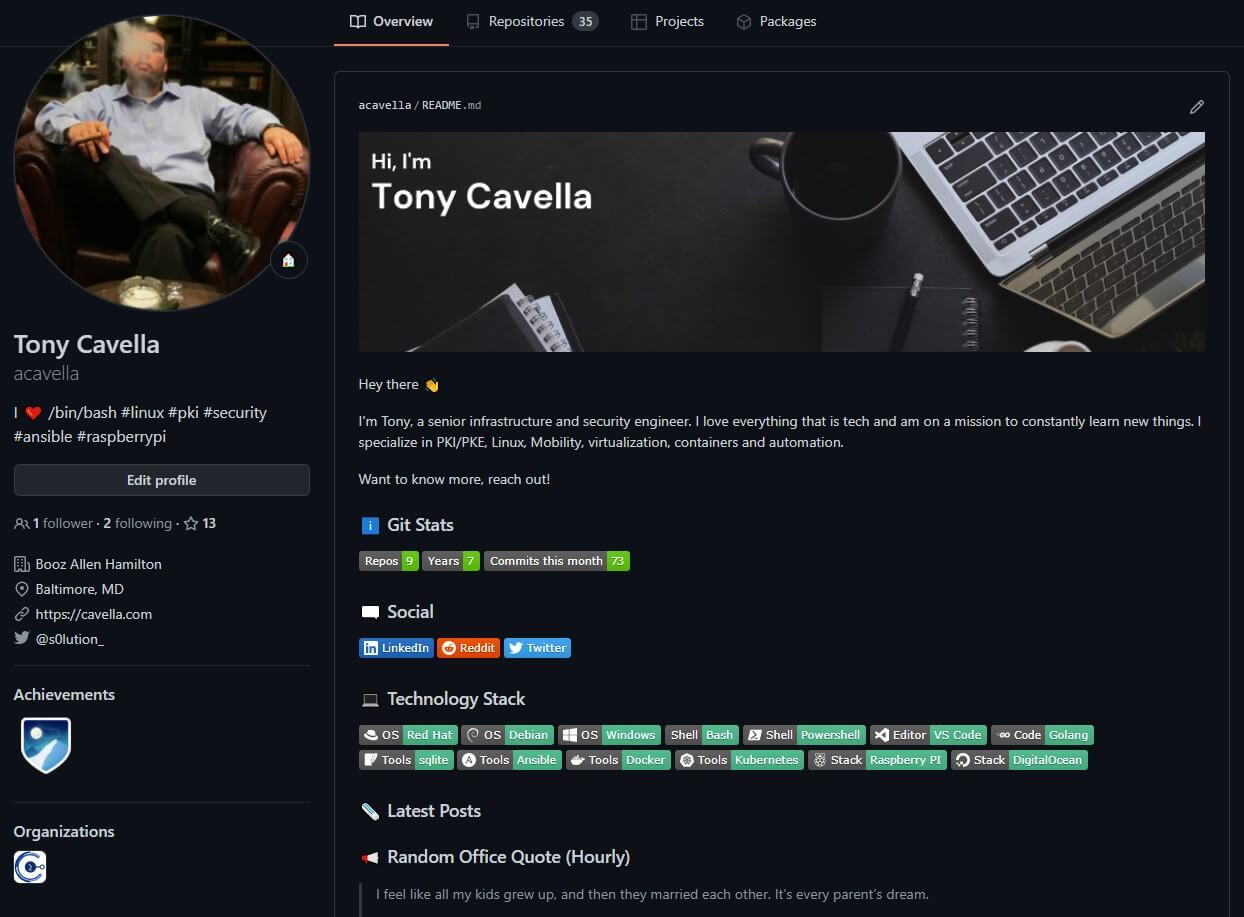 Overview Repositories 35 Projects Packages
acavella/README.md
Hi, I'm
Tony Cavella
Tony Cavella
acavella
I ❤️ /bin/bash #linux #pki #security
#ansible #raspberrypi
Edit profile
1 follower · 2 following · 13
Booz Allen Hamilton
Baltimore, MD
https://cavella.com
@s0lution_
Achievements
Organizations
Hey there 👋
I'm Tony, a senior infrastructure and security engineer. I love everything that is tech and am on a mission to constantly learn new things. I
specialize in PKI/PKE, Linux, Mobility, virtualization, containers and automation.
Want to know more, reach out!
ℹ️ Git Stats
Repos 9 Years 7 Commits this month 73
💬 Social
LinkedIn Reddit Twitter
💻 Technology Stack
OS Red Hat OS Debian OS Windows Shell Bash Shell Powershell Editor VS Code Code Golang
Tools sqlite Tools Ansible Tools Docker Tools Kubernetes Stack Raspberry PI Stack DigitalOcean
Latest Posts
📢 Random Office Quote (Hourly)
I feel like all my kids grew up, and then they married each other. It's every parent's dream.